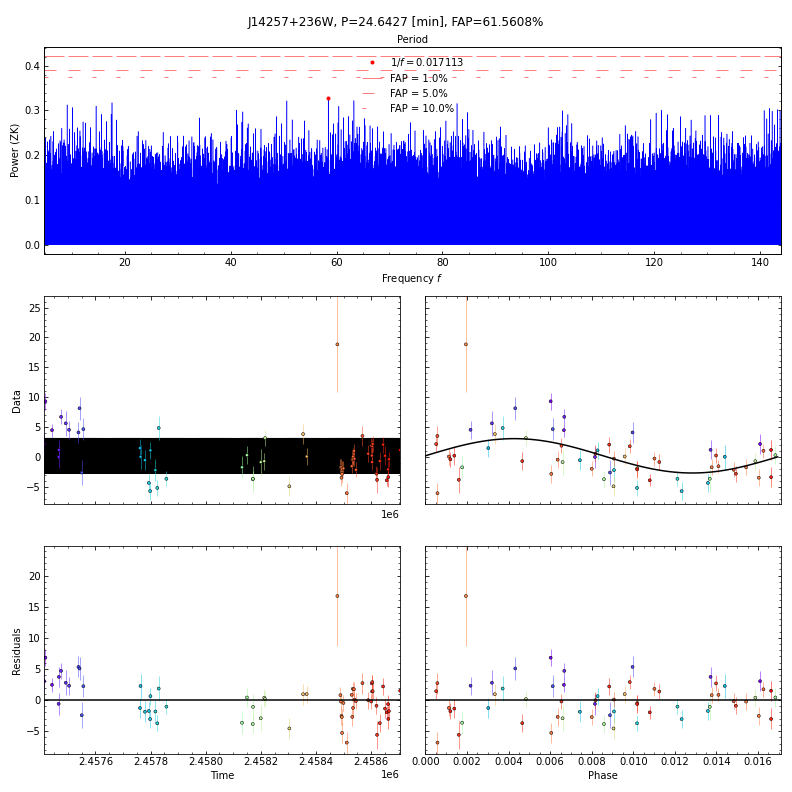 J14257+236W, P=24.6427 [min], FAP=61.5608%
Period
1/f = 0.017113
FAP = 1.0%
FAP = 5.0%
FAP = 10.0%
Power (ZK)
0.4
0.3
0.2
0.1
0.0
20 40 60 80 100 120 140
Frequency f
Data
25
20
15
10
5
0
−5
1e6
Residuals
20
15
10
5
0
−5
2.4576 2.4578 2.4580 2.4582 2.4584 2.4586
1e6
Time
0.000 0.002 0.004 0.006 0.008 0.010 0.012 0.014 0.016
Phase